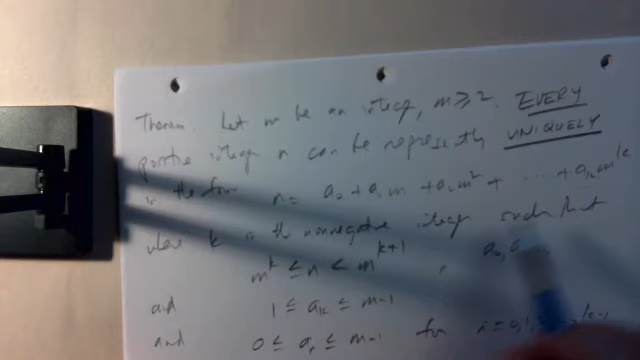 Theorem. Let m be an integer, m ≥ 2. EVERY
positive integer n can be represented UNIQUELY
in the form n = a₀ + a₁m + a₂m² + ... + aₖmᵏ
where k is the nonnegative integer such that
mᵏ ≤ n < mᵏ⁺¹ ,
and 1 ≤ aₖ ≤ m-1
and 0 ≤ aᵢ ≤ m-1 for i = 0, 1, k-1